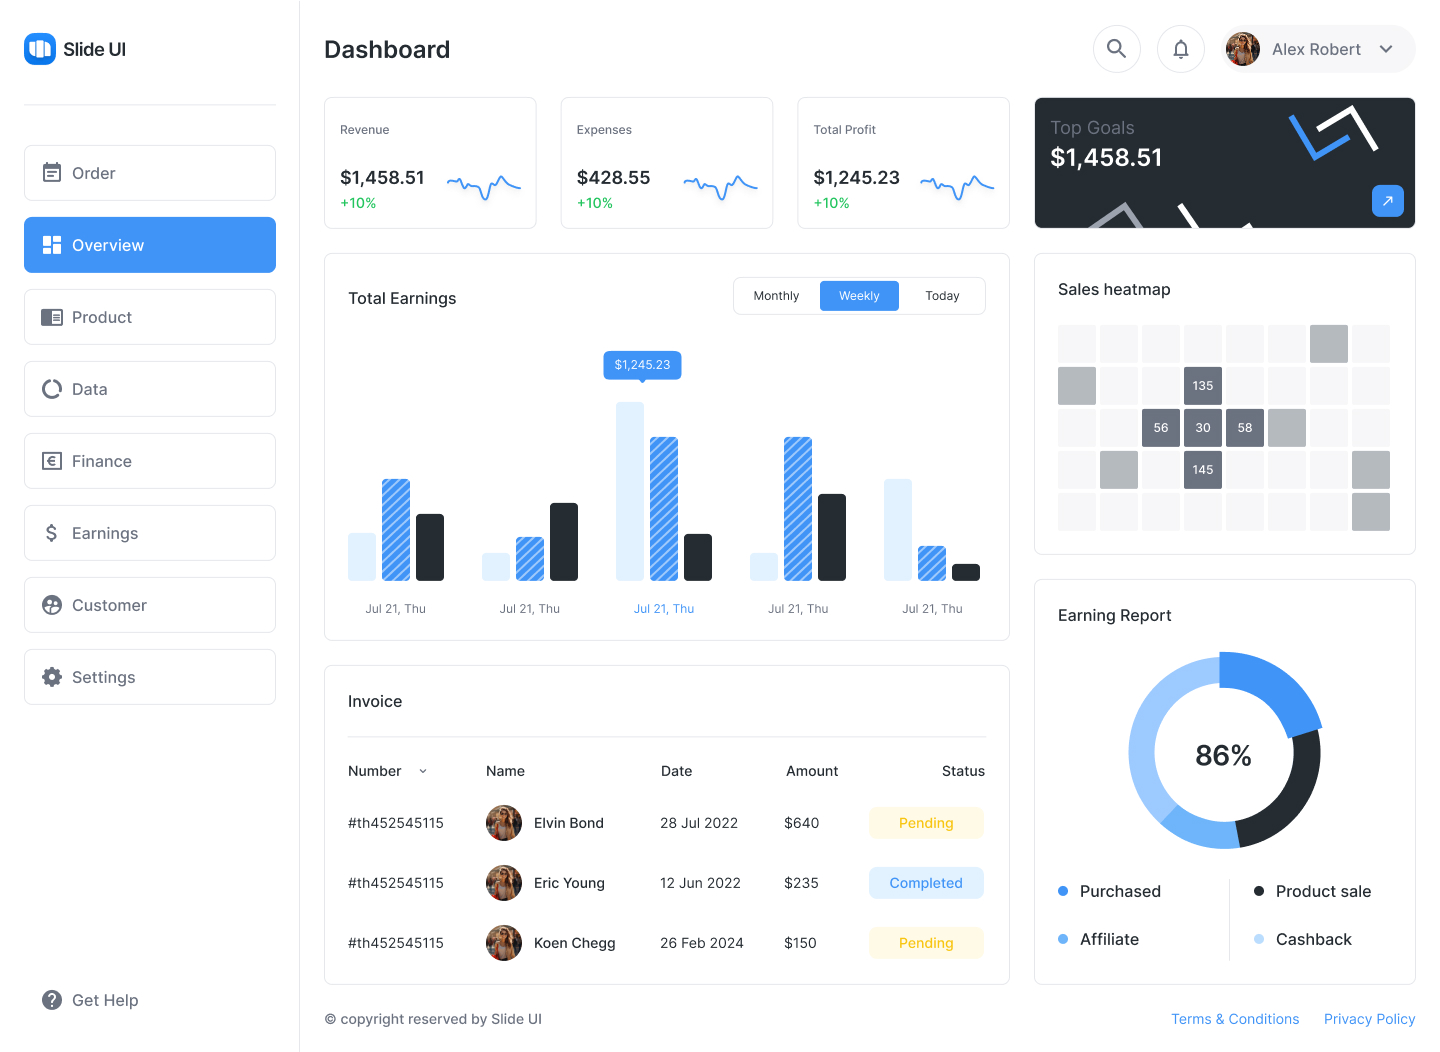 Slide UI
Order
Overview
Product
Data
Finance
Earnings
Customer
Settings
Get Help
Dashboard
Alex Robert
Revenue
$1,458.51
+10%
Expenses
$428.55
+10%
Total Profit
$1,245.23
+10%
Top Goals
$1,458.51
Total Earnings
Monthly Weekly Today
$1,245.23
Jul 21, Thu Jul 21, Thu Jul 21, Thu Jul 21, Thu Jul 21, Thu
Sales heatmap
135
56 30 58
145
Invoice
Number Name Date Amount Status
#th452545115 Elvin Bond 28 Jul 2022 $640 Pending
#th452545115 Eric Young 12 Jun 2022 $235 Completed
#th452545115 Koen Chegg 26 Feb 2024 $150 Pending
Earning Report
86%
Purchased Product sale
Affiliate Cashback
© copyright reserved by Slide UI
Terms & Conditions Privacy Policy